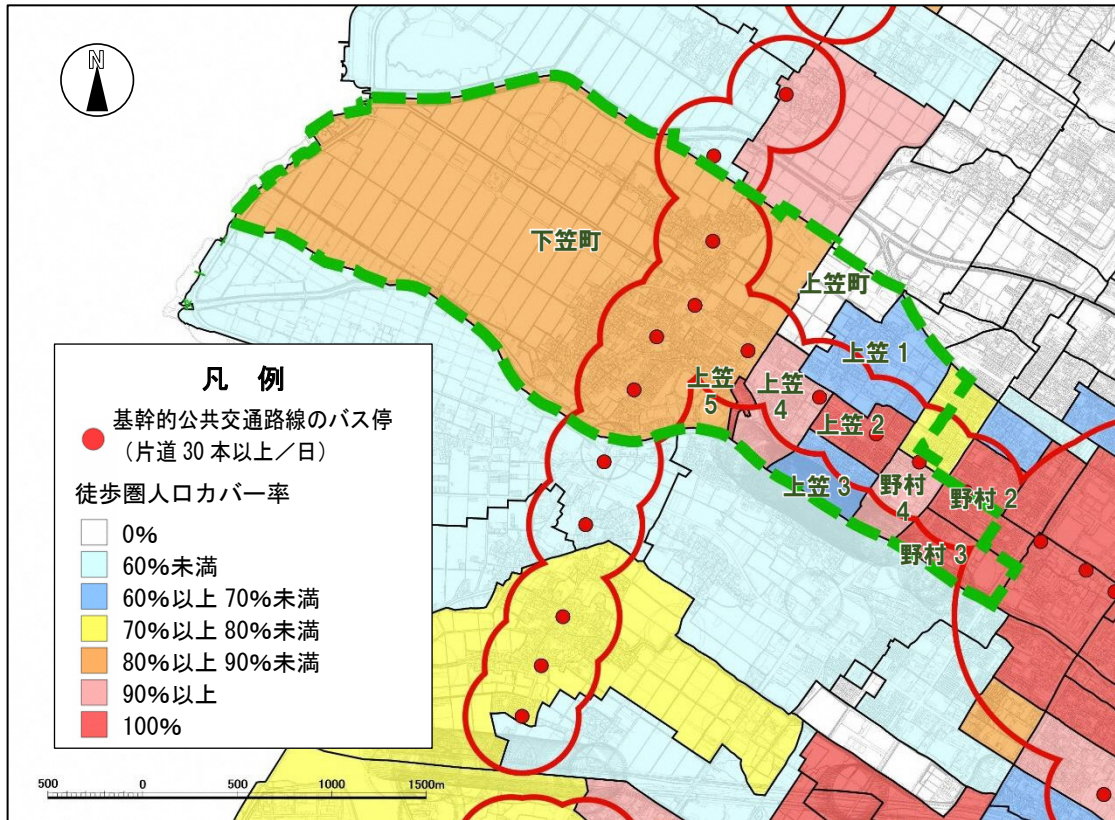 N
下笠町
上笠町
上笠 1
上笠
5
上笠
4
上笠 2
上笠 3
野村
4
野村 2
野村 3
凡 例
基幹的公共交通路線のバス停
(片道 30 本以上/日)
徒歩圏人口カバー率
0%
60%未満
60%以上 70%未満
70%以上 80%未満
80%以上 90%未満
90%以上
100%
500 0 500 1000 1500m